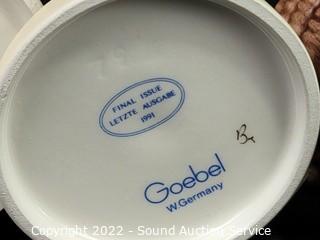 FINAL ISSUE
LETZTE AUSGABE
1991
Goebel
W.Germany
Copyright 2022 - Sound Auction Service